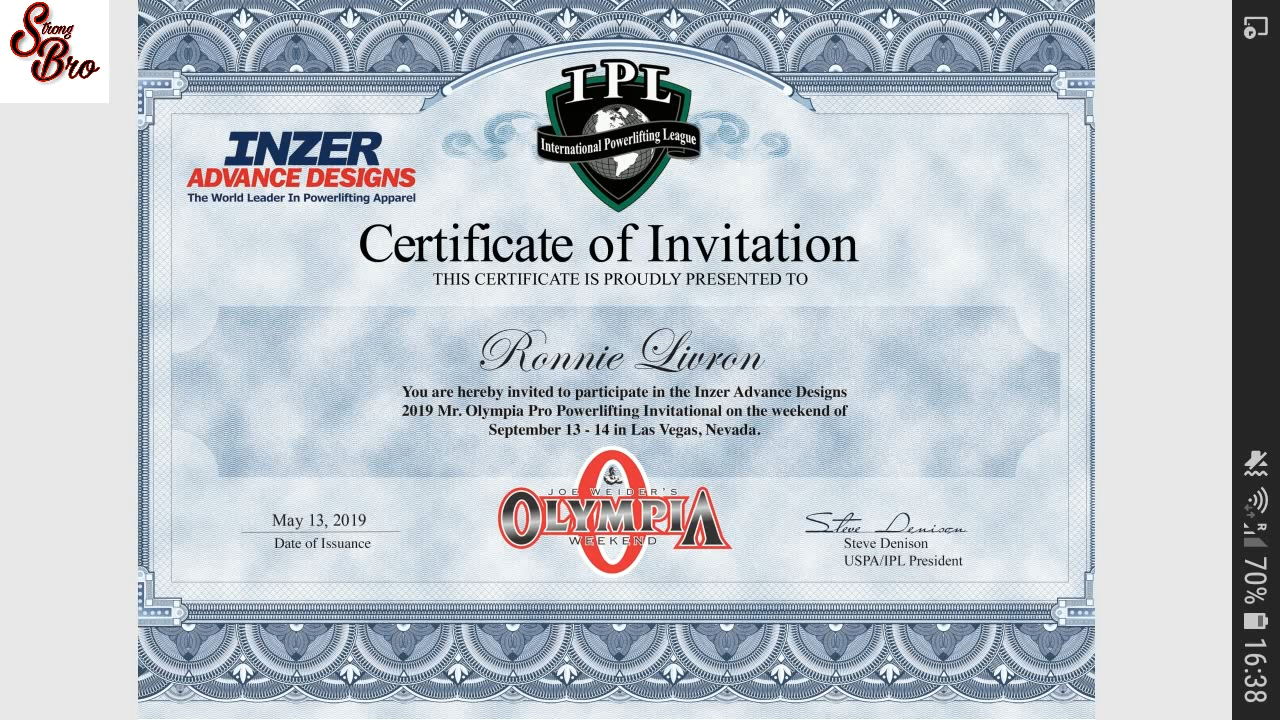 Strong
Bro
IPL
International Powerlifting League
INZER
ADVANCE DESIGNS
The World Leader In Powerlifting Apparel
Certificate of Invitation
THIS CERTIFICATE IS PROUDLY PRESENTED TO
Ronnie Livron
You are hereby invited to participate in the Inzer Advance Designs
2019 Mr. Olympia Pro Powerlifting Invitational on the weekend of
September 13 - 14 in Las Vegas, Nevada.
JOE WEIDER'S
OLYMPIA
WEEKEND
May 13, 2019
Date of Issuance
Steve Denison
Steve Denison
USPA/IPL President
R
70%
16:38